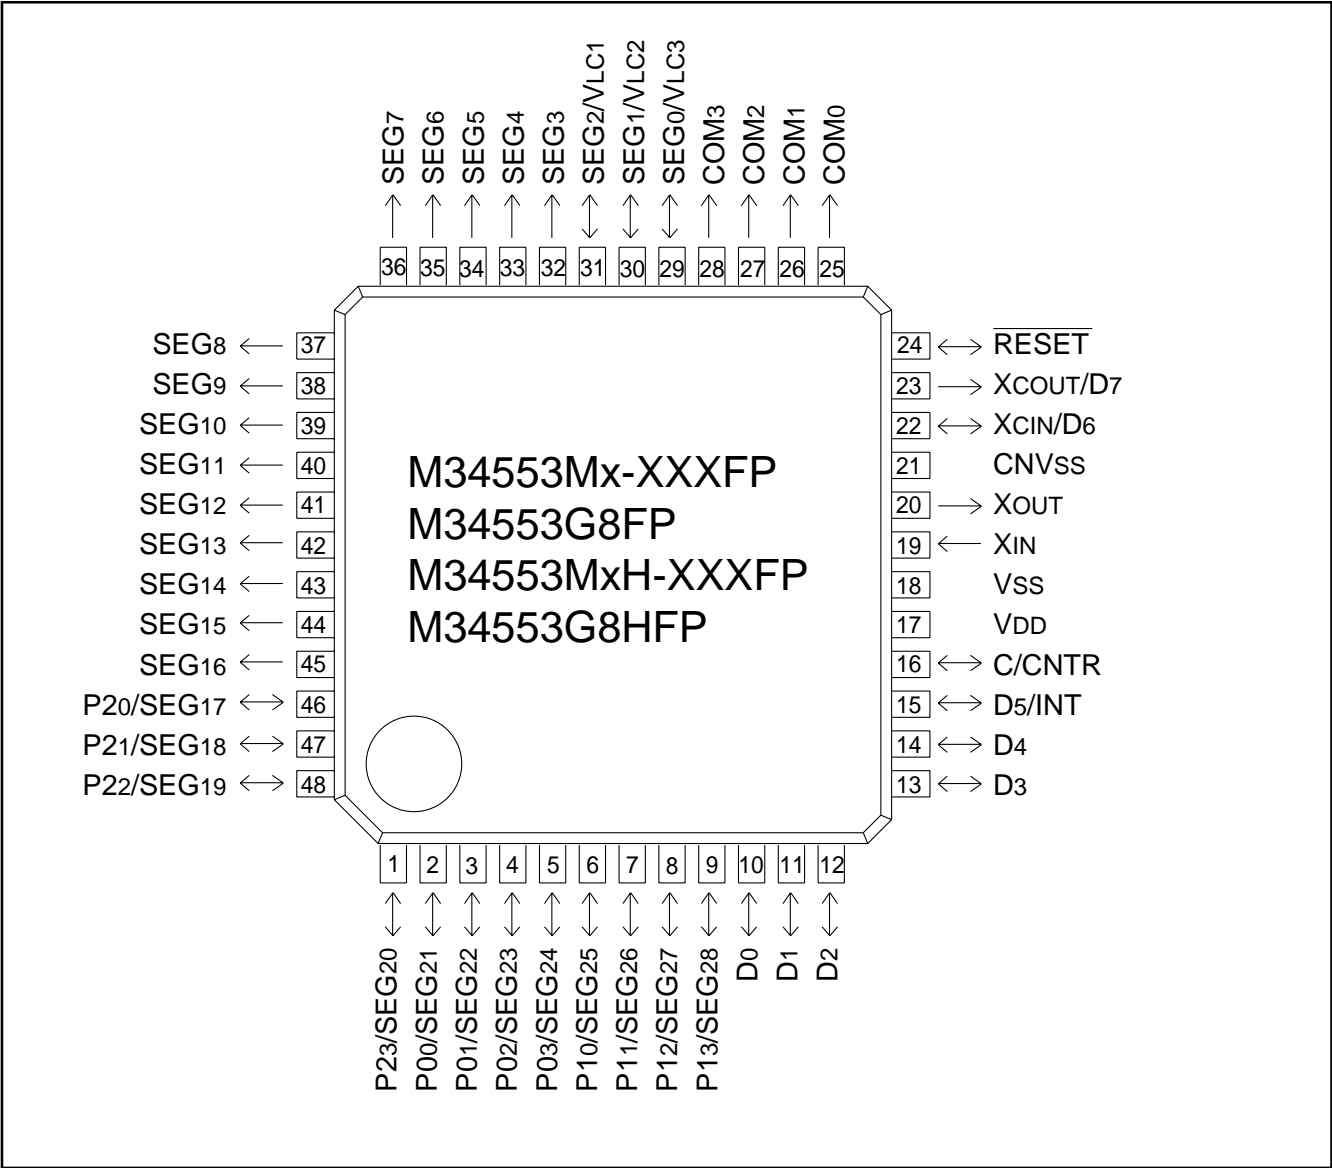 SEG7 SEG6 SEG5 SEG4 SEG3 SEG2/VLC1 SEG1/VLC2 SEG0/VLC3 COM3 COM2 COM1 COM0
36 35 34 33 32 31 30 29 28 27 26 25
SEG8 37
SEG9 38
SEG10 39
SEG11 40
SEG12 41
SEG13 42
SEG14 43
SEG15 44
SEG16 45
P20/SEG17 46
P21/SEG18 47
P22/SEG19 48
M34553Mx-XXXFP
M34553G8FP
M34553MxH-XXXFP
M34553G8HFP
24 RESET
23 XCOUT/D7
22 XCIN/D6
21 CNVSS
20 XOUT
19 XIN
18 VSS
17 VDD
16 C/CNTR
15 D5/INT
14 D4
13 D3
1 2 3 4 5 6 7 8 9 10 11 12
P23/SEG20 P00/SEG21 P01/SEG22 P02/SEG23 P03/SEG24 P10/SEG25 P11/SEG26 P12/SEG27 P13/SEG28 D0 D1 D2